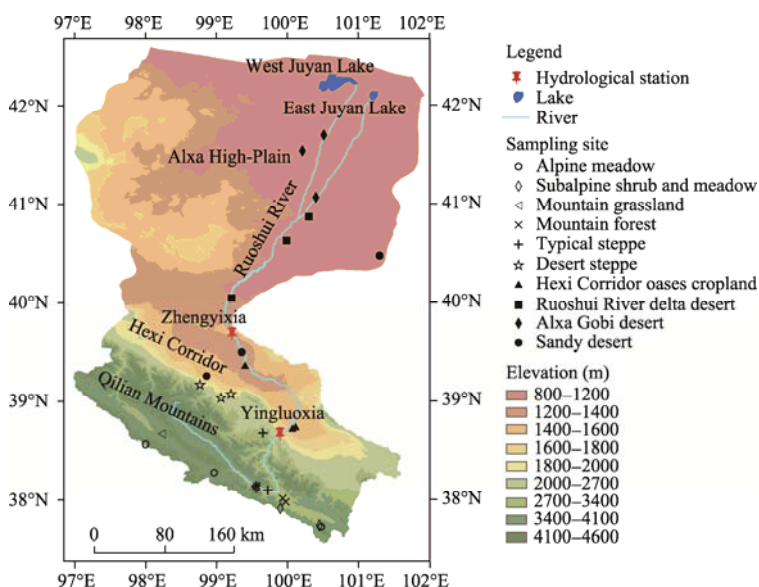 97°E 98°E 99°E 100°E 101°E 102°E
West Juyan Lake
42°N 42°N
East Juyan Lake
Alxa High-Plain
41°N 41°N
Ruoshui River
40°N 40°N
Zhengyixia
Hexi Corridor
39°N 39°N
Qilian Mountains
Yingluoxia
38°N 38°N
0 80 160 km
97°E 98°E 99°E 100°E 101°E 102°E
Legend
Hydrological station
Lake
River
Sampling site
Alpine meadow
Subalpine shrub and meadow
Mountain grassland
Mountain forest
Typical steppe
Desert steppe
Hexi Corridor oases cropland
Ruoshui River delta desert
Alxa Gobi desert
Sandy desert
Elevation (m)
800–1200
1200–1400
1400–1600
1600–1800
1800–2000
2000–2700
2700–3400
3400–4100
4100–4600